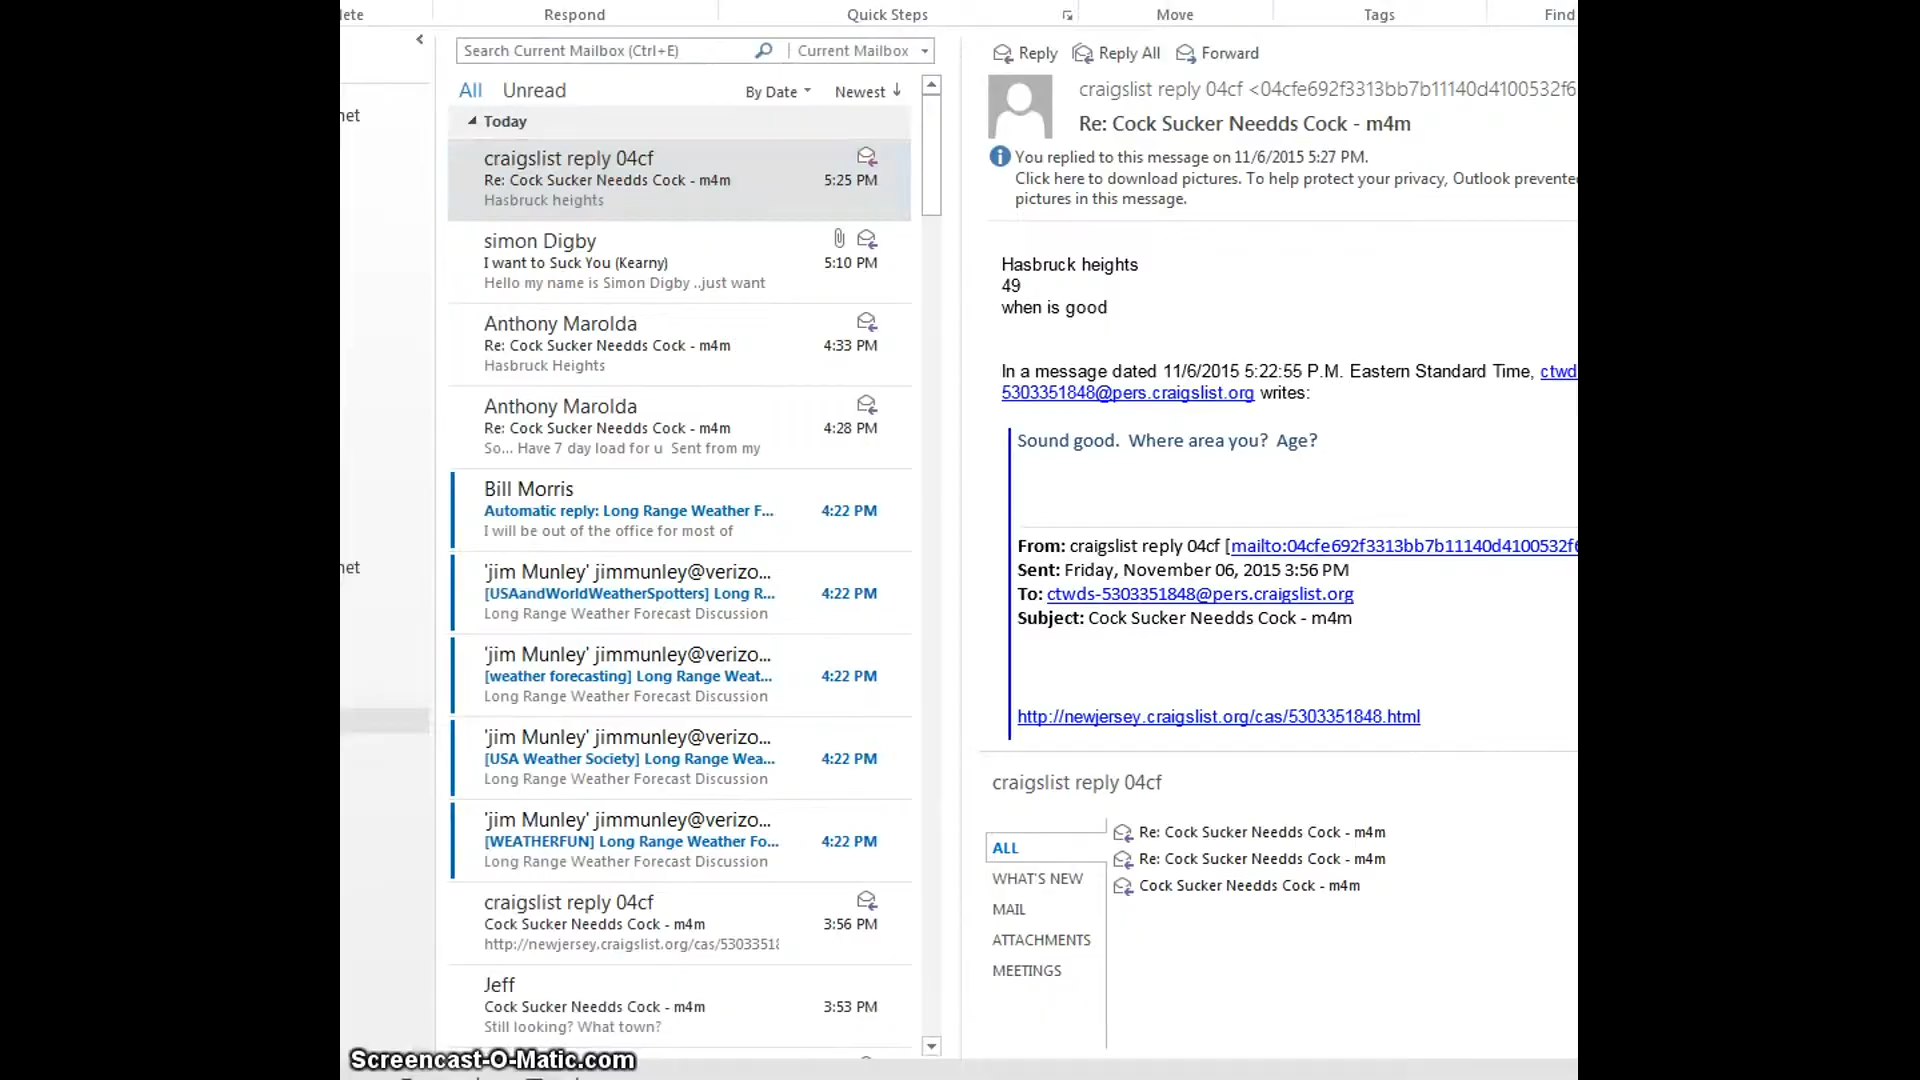 lete
Respond
Quick Steps
Move
Tags
Find
net
net
Search Current Mailbox (Ctrl+E)
Current Mailbox
All Unread
By Date Newest
Today
craigslist reply 04cf
Re: Cock Sucker Needds Cock - m4m 5:25 PM
Hasbruck heights
simon Digby
I want to Suck You (Kearny) 5:10 PM
Hello my name is Simon Digby ..just want
Anthony Marolda
Re: Cock Sucker Needds Cock - m4m 4:33 PM
Hasbruck Heights
Anthony Marolda
Re: Cock Sucker Needds Cock - m4m 4:28 PM
So... Have 7 day load for u Sent from my
Bill Morris
Automatic reply: Long Range Weather F... 4:22 PM
I will be out of the office for most of
'jim Munley' jimmunley@verizo...
[USAandWorldWeatherSpotters] Long R... 4:22 PM
Long Range Weather Forecast Discussion
'jim Munley' jimmunley@verizo...
[weather forecasting] Long Range Weat... 4:22 PM
Long Range Weather Forecast Discussion
'jim Munley' jimmunley@verizo...
[USA Weather Society] Long Range Wea... 4:22 PM
Long Range Weather Forecast Discussion
'jim Munley' jimmunley@verizo...
[WEATHERFUN] Long Range Weather Fo... 4:22 PM
Long Range Weather Forecast Discussion
craigslist reply 04cf
Cock Sucker Needds Cock - m4m 3:56 PM
http://newjersey.craigslist.org/cas/5303351
Jeff
Cock Sucker Needds Cock - m4m 3:53 PM
Still looking? What town?
Reply Reply All Forward
craigslist reply 04cf <04cfe692f3313bb7b11140d4100532f6
Re: Cock Sucker Needds Cock - m4m
You replied to this message on 11/6/2015 5:27 PM.
Click here to download pictures. To help protect your privacy, Outlook prevente
pictures in this message.
Hasbruck heights
49
when is good
In a message dated 11/6/2015 5:22:55 P.M. Eastern Standard Time, ctwd
5303351848@pers.craigslist.org writes:
Sound good. Where area you? Age?
From: craigslist reply 04cf [mailto:04cfe692f3313bb7b11140d4100532f6
Sent: Friday, November 06, 2015 3:56 PM
To: ctwds-5303351848@pers.craigslist.org
Subject: Cock Sucker Needds Cock - m4m
http://newjersey.craigslist.org/cas/5303351848.html
craigslist reply 04cf
ALL
WHAT'S NEW
MAIL
ATTACHMENTS
MEETINGS
Re: Cock Sucker Needds Cock - m4m
Re: Cock Sucker Needds Cock - m4m
Cock Sucker Needds Cock - m4m
Screencast-O-Matic.com